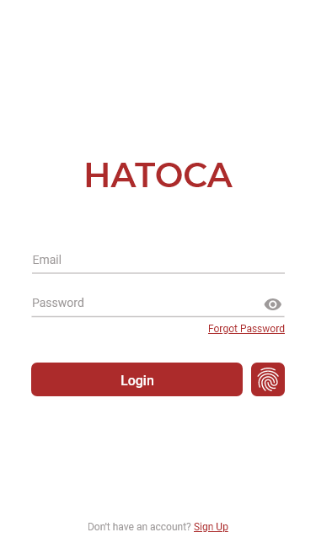 HATOCA
Email
Password
Forgot Password
Login
Don't have an account? Sign Up